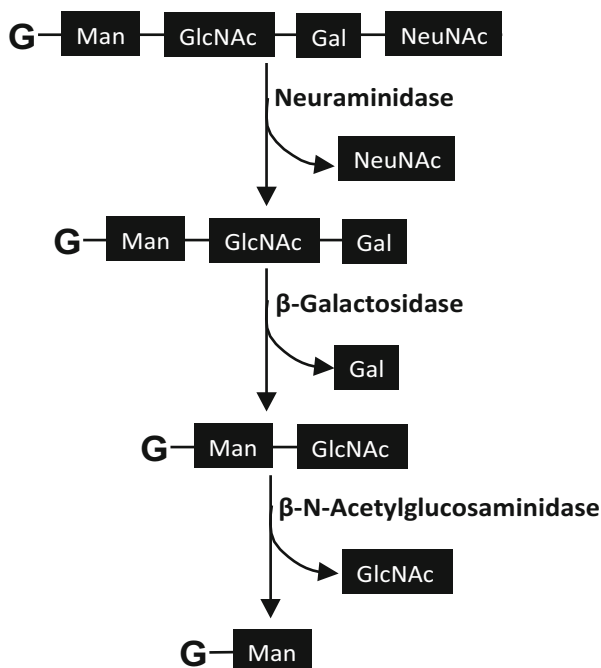 G Man GlcNAc Gal NeuNAc
Neuraminidase
NeuNAc
G Man GlcNAc Gal
β-Galactosidase
Gal
G Man GlcNAc
β-N-Acetylglucosaminidase
GlcNAc
G Man